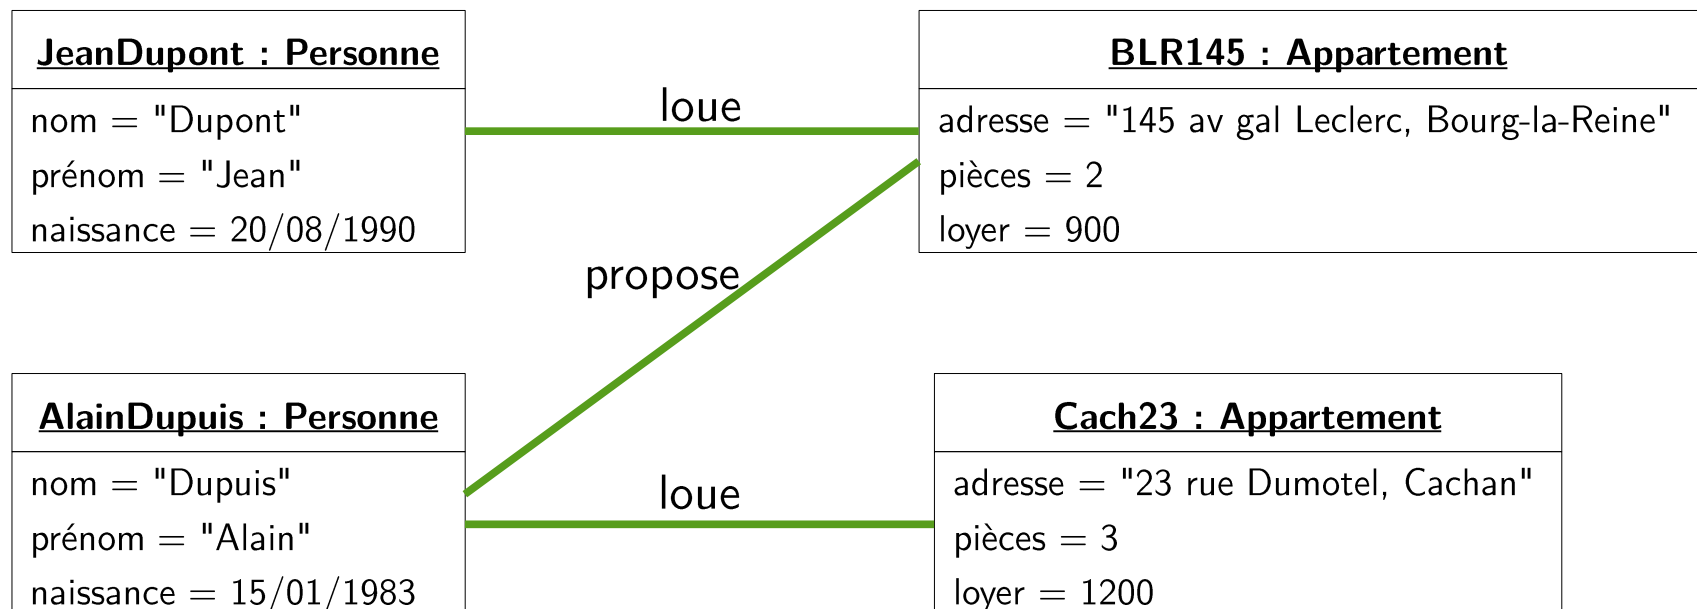 JeanDupont : Personne
nom = "Dupont"
prénom = "Jean"
naissance = 20/08/1990
loue
BLR145 : Appartement
adresse = "145 av gal Leclerc, Bourg-la-Reine"
pièces = 2
loyer = 900
propose
AlainDupuis : Personne
nom = "Dupuis"
prénom = "Alain"
naissance = 15/01/1983
loue
Cach23 : Appartement
adresse = "23 rue Dumotel, Cachan"
pièces = 3
loyer = 1200